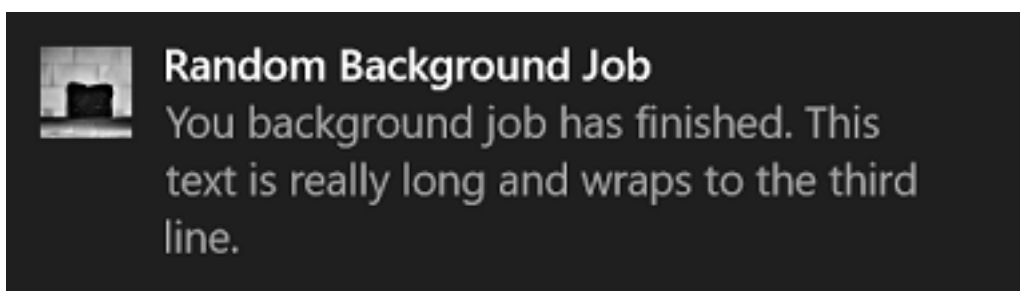 Random Background Job
You background job has finished. This
text is really long and wraps to the third
line.